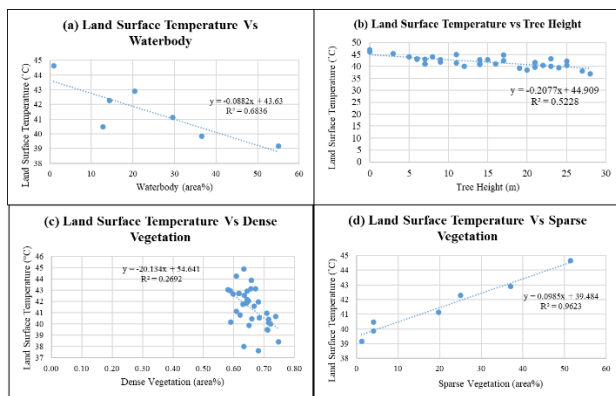 (a) Land Surface Temperature Vs
Waterbody
Land Surface Temperature (˚C)
45
44
43
42
41
40
39
38
y = -0.0882x + 43.63
R² = 0.6836
0
10
20
30
40
50
60
Waterbody (area%)
(b) Land Surface Temperature vs Tree Height
Land Surface Temperature (˚C)
50
45
40
35
30
25
20
15
10
5
0
y = -0.2077x + 44.909
R² = 0.5228
0
5
10
15
20
25
30
Tree Height (m)
(c) Land Surface Temperature Vs Dense
Vegetation
Land Surface Temperature (°C)
46
45
44
43
42
41
40
39
38
37
y = -20.134x + 54.641
R² = 0.2692
0.00
0.10
0.20
0.30
0.40
0.50
0.60
0.70
0.80
Dense Vegetation (area%)
(d) Land Surface Temperature Vs Sparse
Vegetation
Land Surface Temperature (°C)
45
44
43
42
41
40
39
38
y = 0.0985x + 39.484
R² = 0.9623
0
10
20
30
40
50
60
Sparse Vegetation (area%)